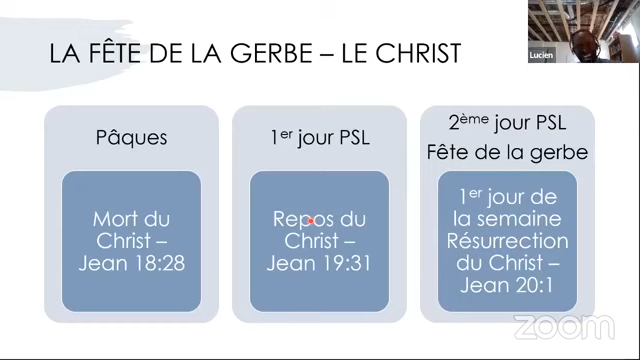 LA FÊTE DE LA GERBE – LE CHRIST
Lucien
Pâques
Mort du
Christ –
Jean 18:28
1er jour PSL
Repos du
Christ –
Jean 19:31
2ème jour PSL
Fête de la gerbe
1er jour de
la semaine
Résurrection
du Christ –
Jean 20:1
zoom